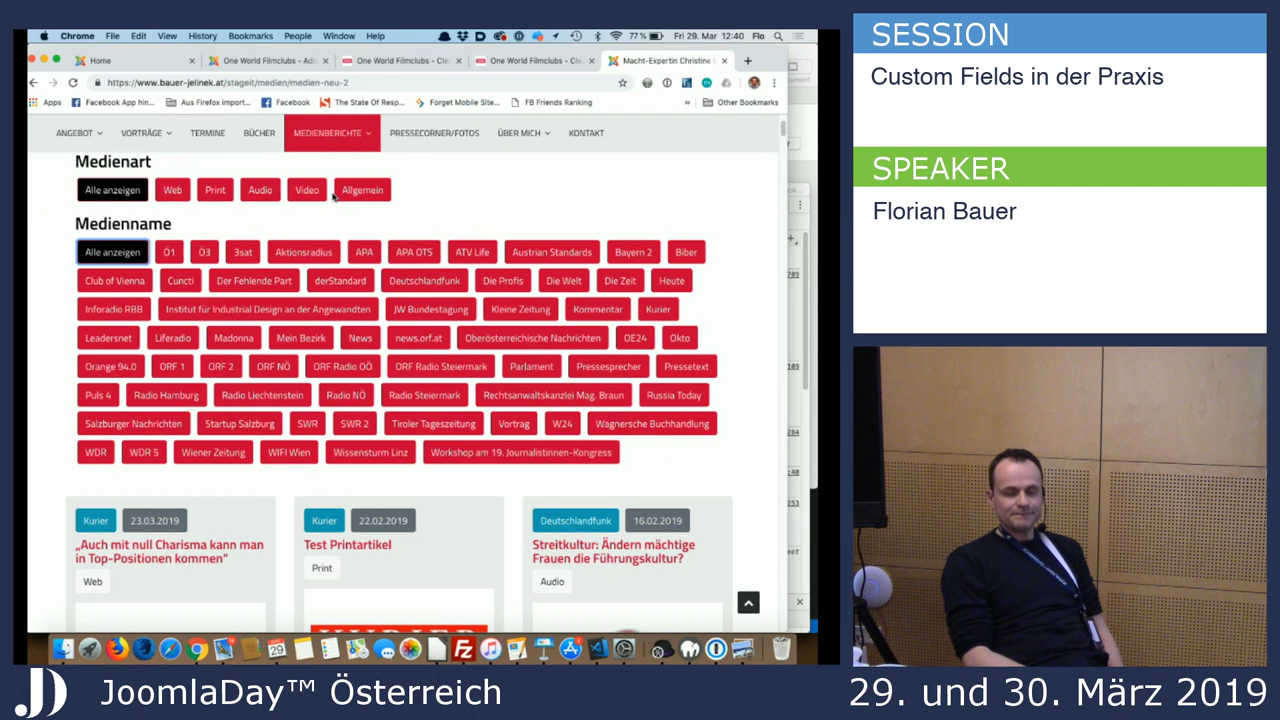 Chrome File Edit View History Bookmarks People Window Help 77% Fri 29. Mar 12:40 Flo
Home
One World Filmclubs - Adm
One World Filmclubs - Cle
One World Filmclubs - Cle
Macht-Expertin Christine
https://www.bauer-jelinek.at/stageit/medien/medien-neu-2
Apps Facebook App hin... Aus Firefox import... Facebook The State Of Resp... Forget Mobile Site... FB Friends Ranking » Other Bookmarks
ANGEBOT VORTRÄGE TERMINE BÜCHER MEDIENBERICHTE PRESSECORNER/FOTOS ÜBER MICH KONTAKT
Medienart
Alle anzeigen Web Print Audio Video Allgemein
Medienname
Alle anzeigen Ö1 Ö3 3sat Aktionsradius APA APA OTS ATV Life Austrian Standards Bayern 2 Biber
Club of Vienna Cuncti Der Fehlende Part derStandard Deutschlandfunk Die Profis Die Welt Die Zeit Heute
Inforadio RBB Institut für Industrial Design an der Angewandten JW Bundestagung Kleine Zeitung Kommentar Kurier
Leadersnet Liferadio Madonna Mein Bezirk News news.orf.at Oberösterreichische Nachrichten OE24 Okto
Orange 94.0 ORF 1 ORF 2 ORF NÖ ORF Radio OÖ ORF Radio Steiermark Parlament Pressesprecher Pressetext
Puls 4 Radio Hamburg Radio Liechtenstein Radio NÖ Radio Steiermark Rechtsanwaltskanzlei Mag. Braun Russia Today
Salzburger Nachrichten Startup Salzburg SWR SWR 2 Tiroler Tageszeitung Vortrag W24 Wagnersche Buchhandlung
WDR WDR 5 Wiener Zeitung WIFI Wien Wissensturm Linz Workshop am 19. Journalistinnen-Kongress
Kurier 23.03.2019
„Auch mit null Charisma kann man
in Top-Positionen kommen“
Web
Kurier 22.02.2019
Test Printartikel
Print
Deutschlandfunk 16.02.2019
Streitkultur: Ändern mächtige
Frauen die Führungskultur?
Audio
SESSION
Custom Fields in der Praxis
SPEAKER
Florian Bauer
JoomlaDay™ Österreich
29. und 30. März 2019